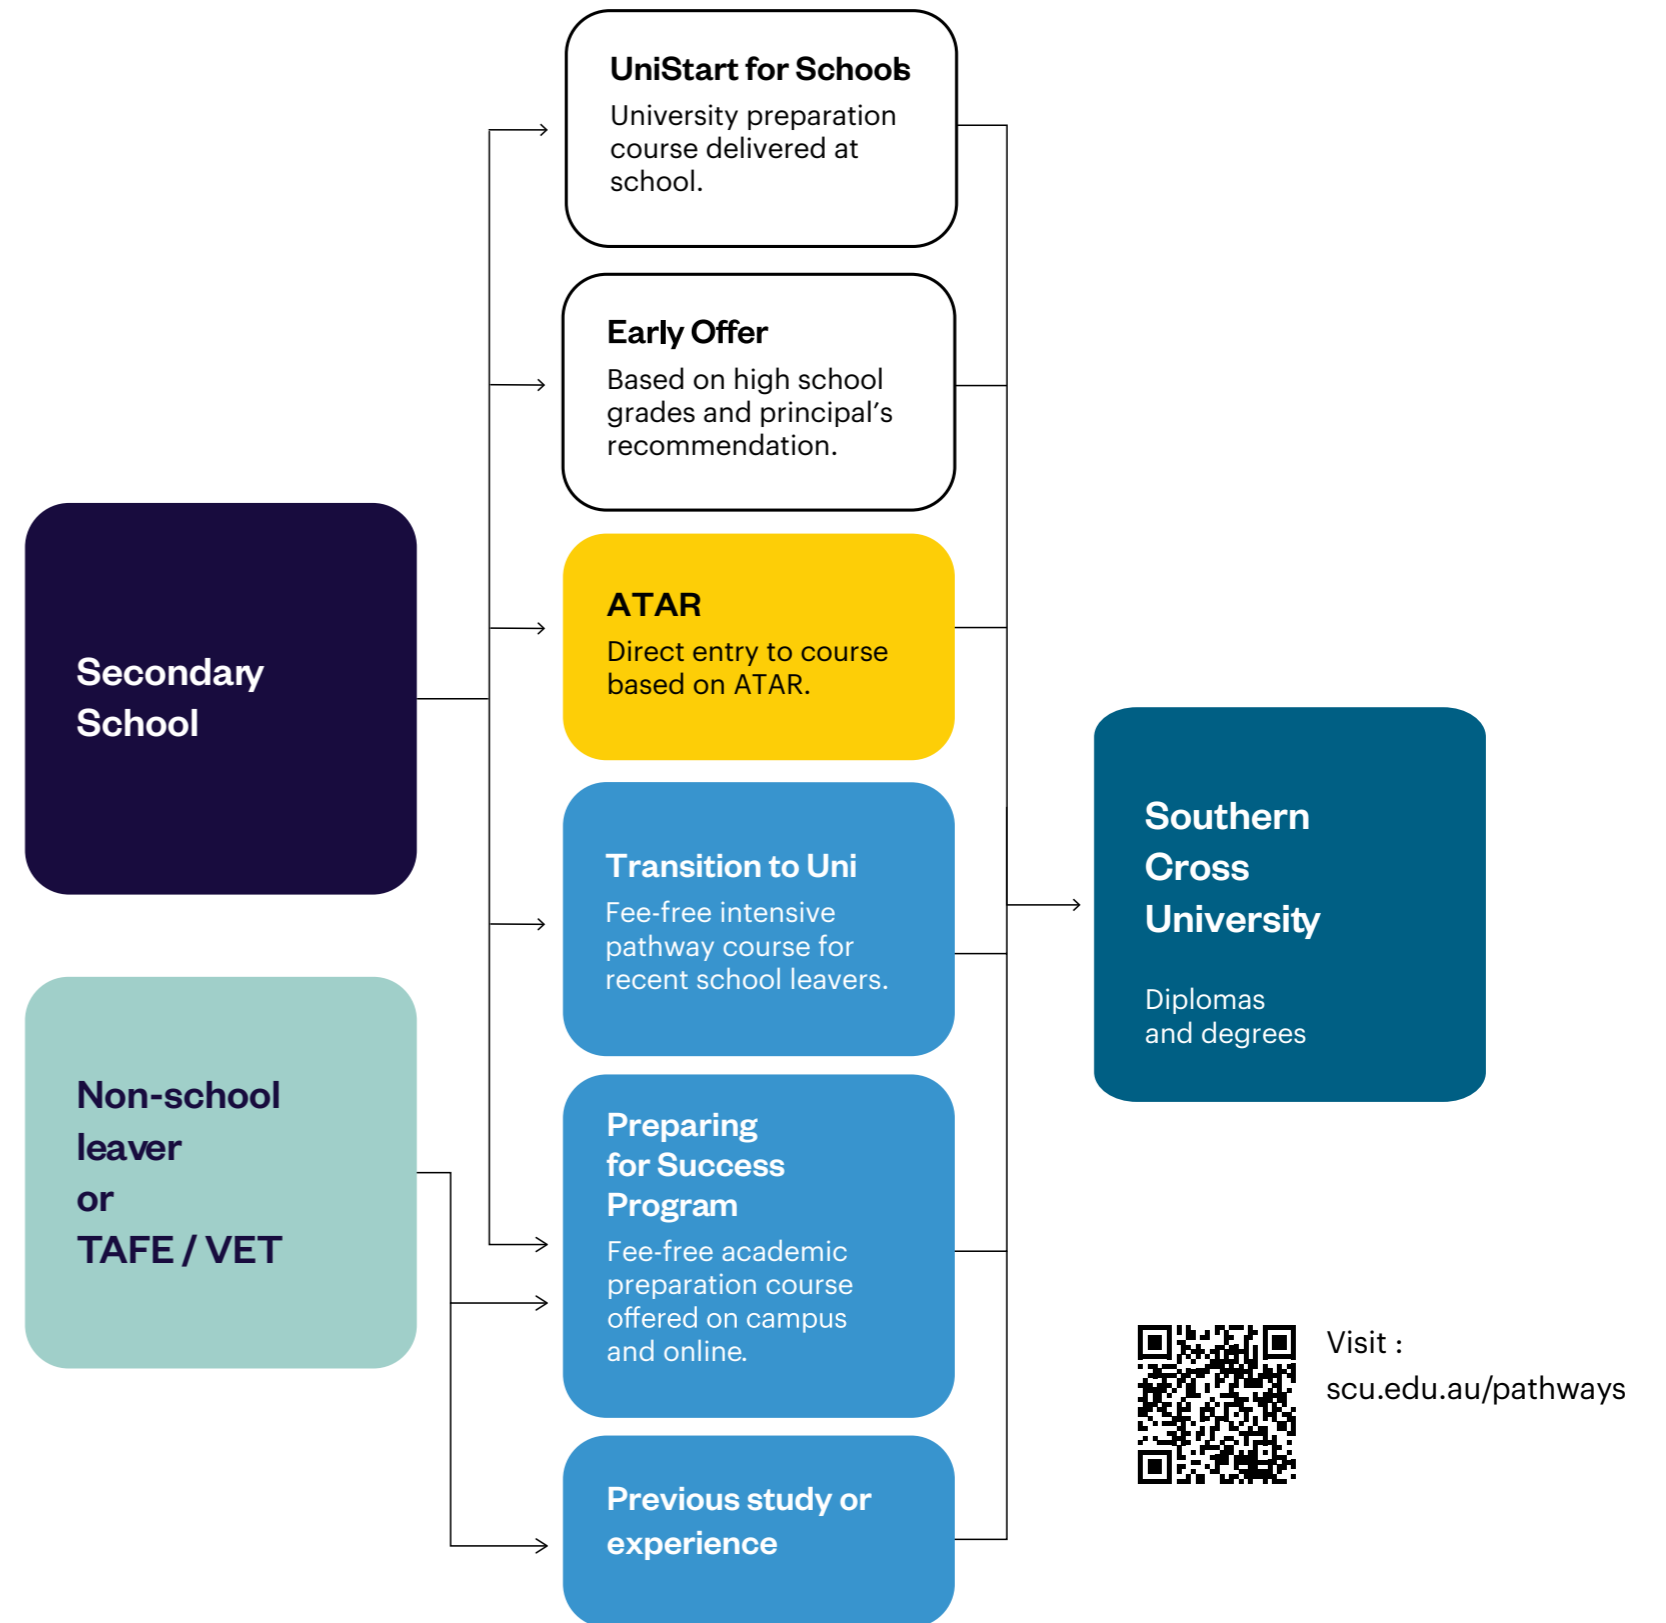 UniStart for Schools
University preparation
course delivered at
school.
Early Offer
Based on high school
grades and principal's
recommendation.
ATAR
Direct entry to course
based on ATAR.
Secondary
School
Transition to Uni
Fee-free intensive
pathway course for
recent school leavers.
Non-school
leaver
or
TAFE / VET
Preparing
for Success
Program
Fee-free academic
preparation course
offered on campus
and online.
Previous study or
experience
Southern
Cross
University
Diplomas
and degrees
Visit :
scu.edu.au/pathways